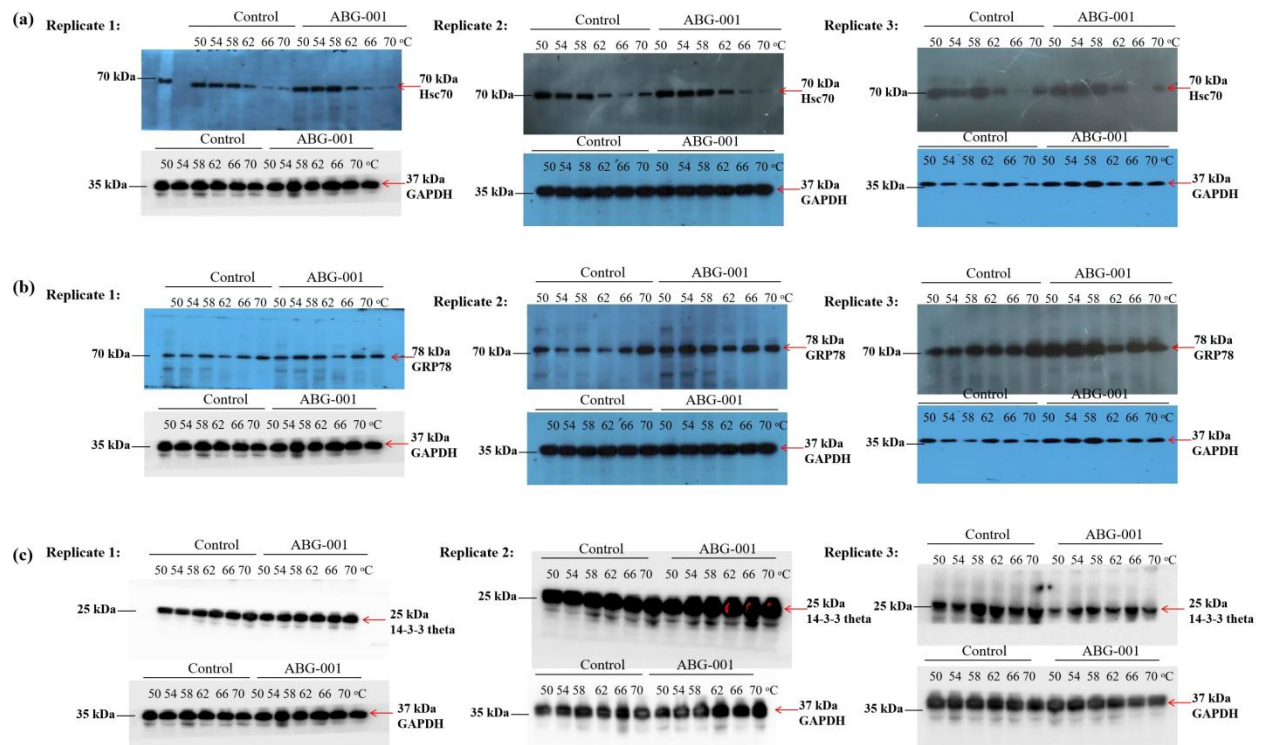 (a)
Replicate 1:
Control ABG-001
50 54 58 62 66 70 50 54 58 62 66 70 °C
70 kDa
70 kDa
Hsc70
Control ABG-001
50 54 58 62 66 70 50 54 58 62 66 70 °C
35 kDa
37 kDa
GAPDH
Replicate 2:
Control ABG-001
50 54 58 62 66 70 50 54 58 62 66 70 °C
70 kDa
70 kDa
Hsc70
Control ABG-001
50 54 58 62 66 70 50 54 58 62 66 70 °C
35 kDa
37 kDa
GAPDH
Replicate 3:
Control ABG-001
50 54 58 62 66 70 50 54 58 62 66 70 °C
70 kDa
70 kDa
Hsc70
Control ABG-001
50 54 58 62 66 70 50 54 58 62 66 70 °C
35 kDa
37 kDa
GAPDH
(b)
Replicate 1:
Control ABG-001
50 54 58 62 66 70 50 54 58 62 66 70 °C
70 kDa
78 kDa
GRP78
Control ABG-001
50 54 58 62 66 70 50 54 58 62 66 70 °C
35 kDa
37 kDa
GAPDH
Replicate 2:
Control ABG-001
50 54 58 62 66 70 50 54 58 62 66 70 °C
70 kDa
78 kDa
GRP78
Control ABG-001
50 54 58 62 66 70 50 54 58 62 66 70 °C
35 kDa
37 kDa
GAPDH
Replicate 3:
Control ABG-001
50 54 58 62 66 70 50 54 58 62 66 70 °C
70 kDa
78 kDa
GRP78
Control ABG-001
50 54 58 62 66 70 50 54 58 62 66 70 °C
35 kDa
37 kDa
GAPDH
(c)
Replicate 1:
Control ABG-001
50 54 58 62 66 70 50 54 58 62 66 70 °C
25 kDa
25 kDa
14-3-3 theta
Control ABG-001
50 54 58 62 66 70 50 54 58 62 66 70 °C
35 kDa
37 kDa
GAPDH
Replicate 2:
Control ABG-001
50 54 58 62 66 70 50 54 58 62 66 70 °C
25 kDa
25 kDa
14-3-3 theta
Control ABG-001
50 54 58 62 66 70 50 54 58 62 66 70 °C
35 kDa
37 kDa
GAPDH
Replicate 3:
Control ABG-001
50 54 58 62 66 70 50 54 58 62 66 70 °C
25 kDa
25 kDa
14-3-3 theta
Control ABG-001
50 54 58 62 66 70 50 54 58 62 66 70 °C
35 kDa
37 kDa
GAPDH